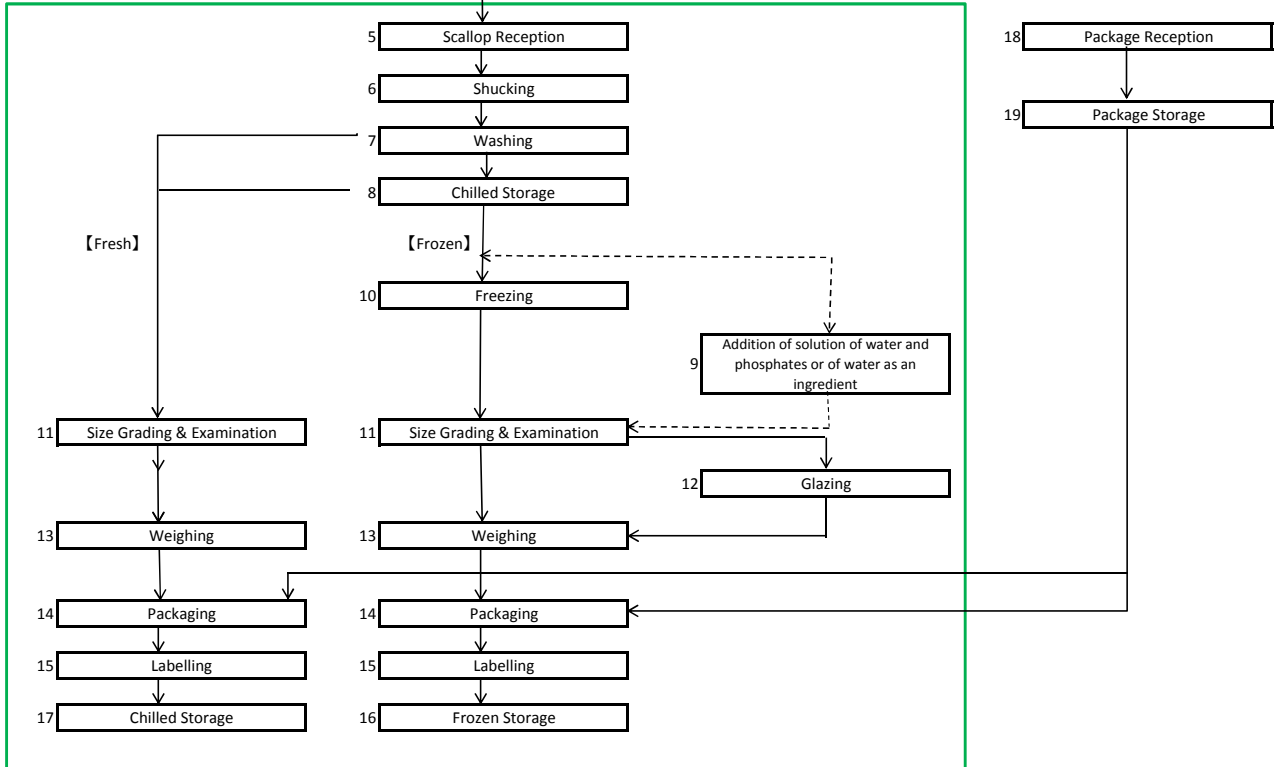 5 Scallop Reception
18 Package Reception
6 Shucking
19 Package Storage
7 Washing
8 Chilled Storage
【Fresh】
【Frozen】
10 Freezing
Addition of solution of water and
9 phosphates or of water as an
ingredient
11 Size Grading & Examination
11 Size Grading & Examination
12 Glazing
13 Weighing
13 Weighing
14 Packaging
14 Packaging
15 Labelling
15 Labelling
17 Chilled Storage
16 Frozen Storage